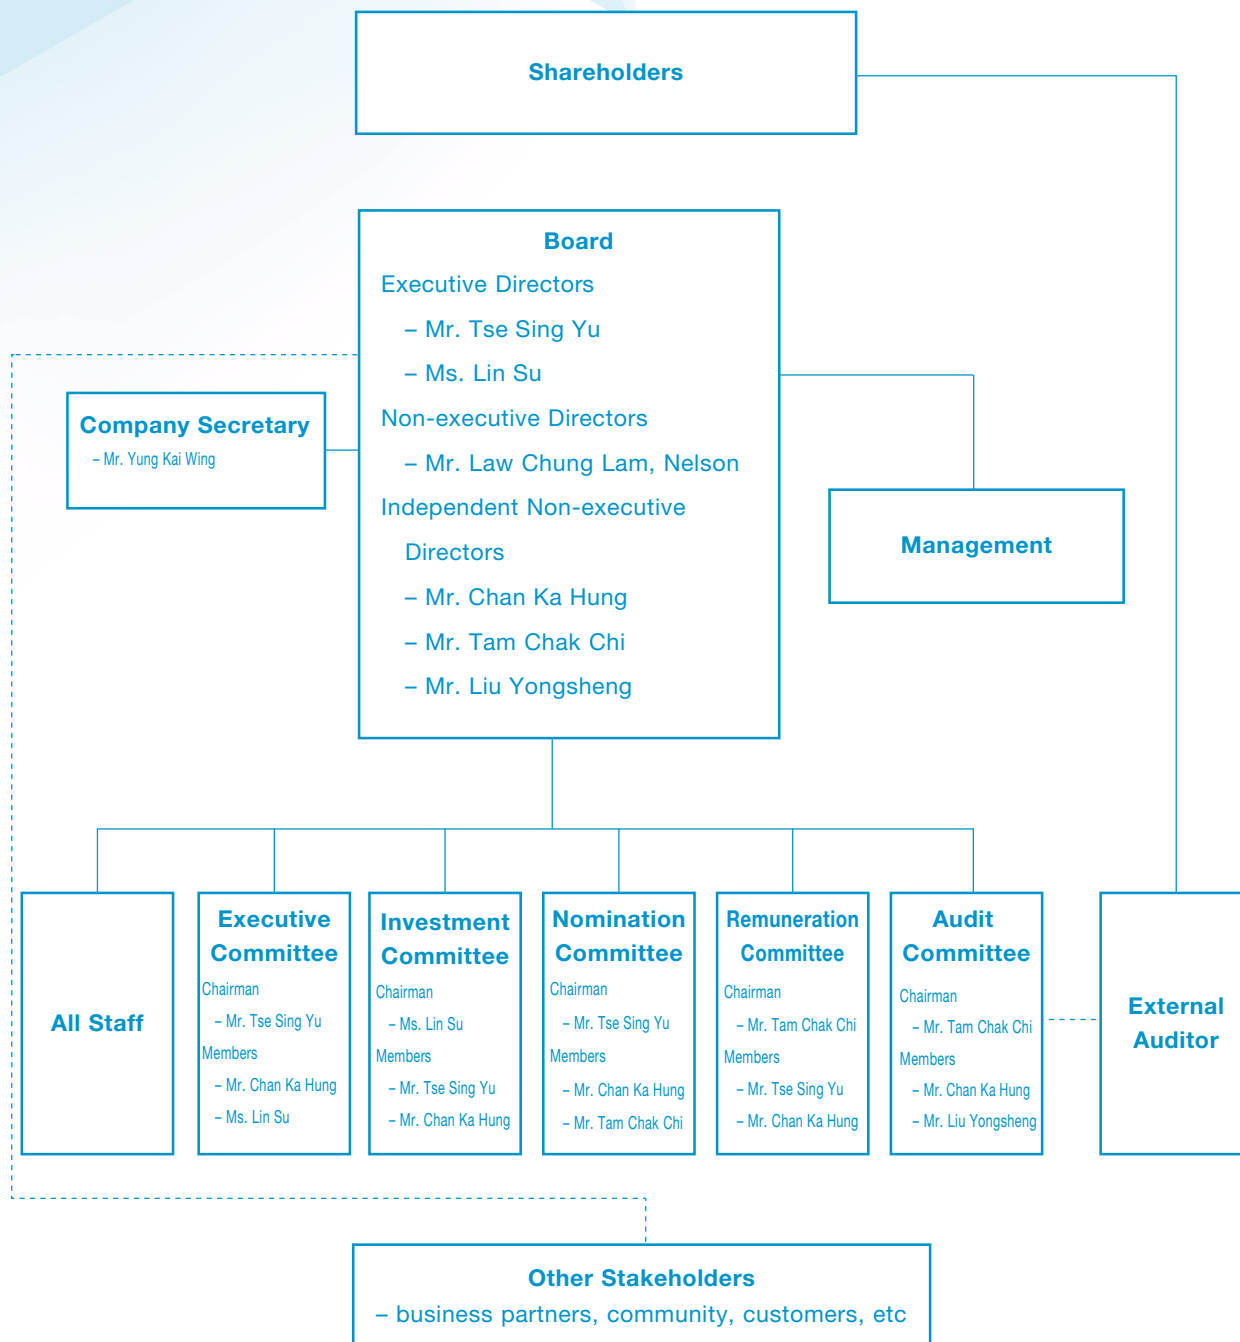 Shareholders
Board
Executive Directors
– Mr. Tse Sing Yu
– Ms. Lin Su
Non-executive Directors
– Mr. Law Chung Lam, Nelson
Independent Non-executive
Directors
– Mr. Chan Ka Hung
– Mr. Tam Chak Chi
– Mr. Liu Yongsheng
Company Secretary
– Mr. Yung Kai Wing
Management
All Staff
Executive
Committee
Chairman
– Mr. Tse Sing Yu
Members
– Mr. Chan Ka Hung
– Ms. Lin Su
Investment
Committee
Chairman
– Ms. Lin Su
Members
– Mr. Tse Sing Yu
– Mr. Chan Ka Hung
Nomination
Committee
Chairman
– Mr. Tse Sing Yu
Members
– Mr. Chan Ka Hung
– Mr. Tam Chak Chi
Remuneration
Committee
Chairman
– Mr. Tam Chak Chi
Members
– Mr. Tse Sing Yu
– Mr. Chan Ka Hung
Audit
Committee
Chairman
– Mr. Tam Chak Chi
Members
– Mr. Chan Ka Hung
– Mr. Liu Yongsheng
External
Auditor
Other Stakeholders
– business partners, community, customers, etc